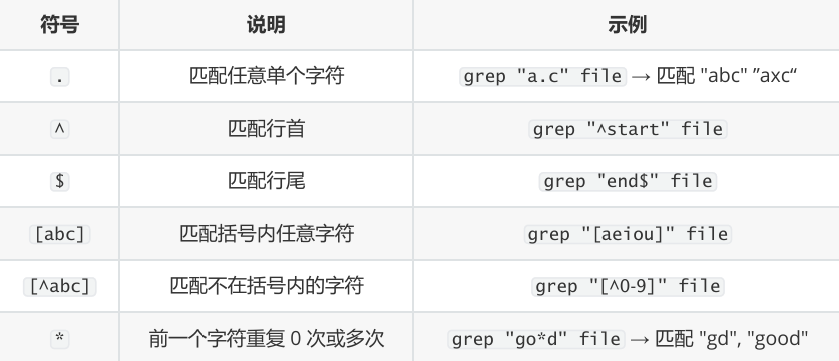 符号 说明 示例
. 匹配任意单个字符 grep "a.c" file → 匹配 "abc" ”axc“
^ 匹配行首 grep "^start" file
$ 匹配行尾 grep "end$" file
[abc] 匹配括号内任意字符 grep "[aeiou]" file
[^abc] 匹配不在括号内的字符 grep "[^0-9]" file
* 前一个字符重复 0 次或多次 grep "go*d" file → 匹配 "gd", "good"